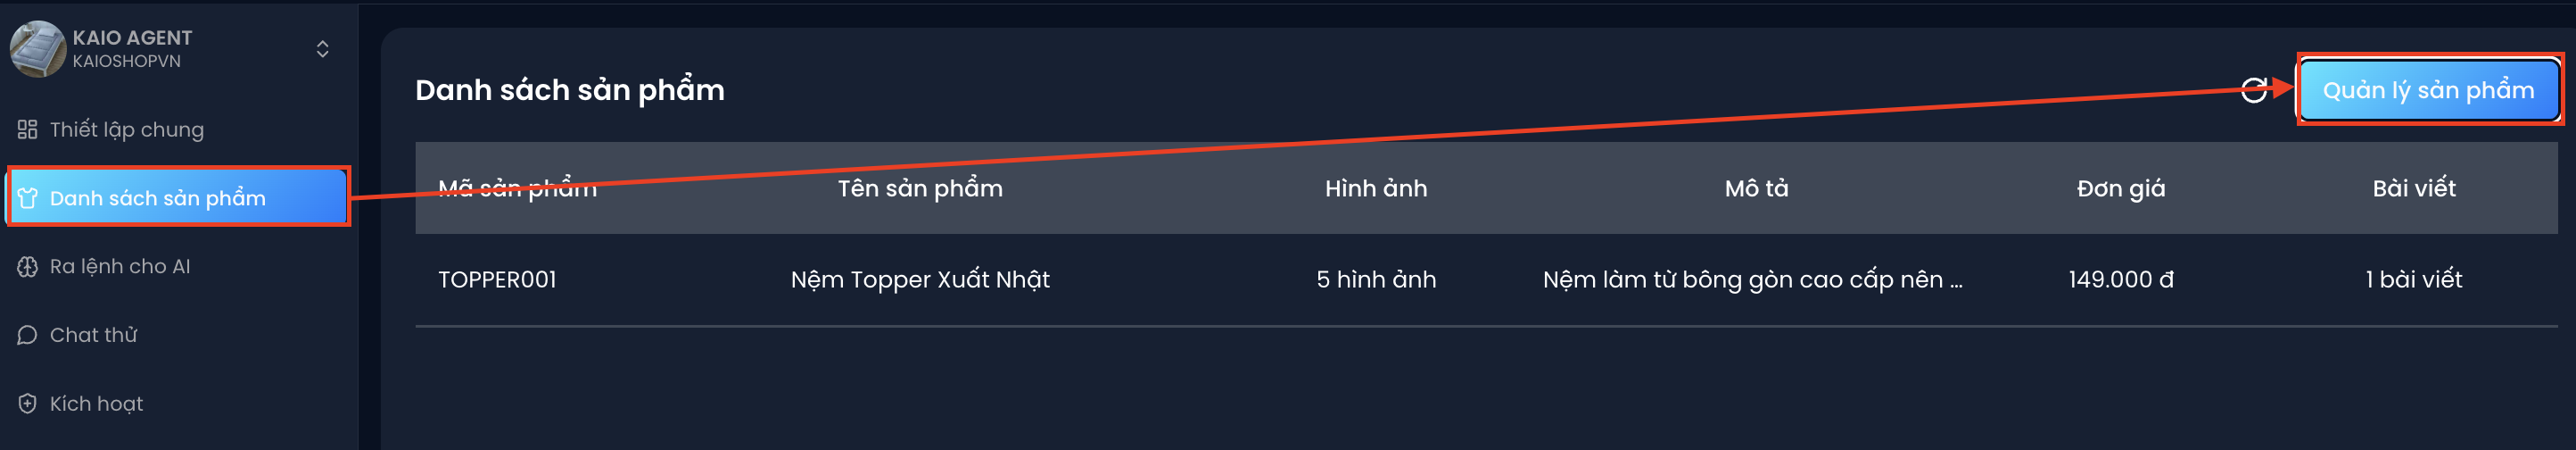 KAIO AGENT
KAIOSHOPVN
Thiết lập chung
Danh sách sản phẩm
Ra lệnh cho AI
Chat thử
Kích hoạt
Danh sách sản phẩm
Quản lý sản phẩm
Mã sản phẩm Tên sản phẩm Hình ảnh Mô tả Đơn giá Bài viết
TOPPER001 Nệm Topper Xuất Nhật 5 hình ảnh Nệm làm từ bông gòn cao cấp nên ... 149.000 đ 1 bài viết